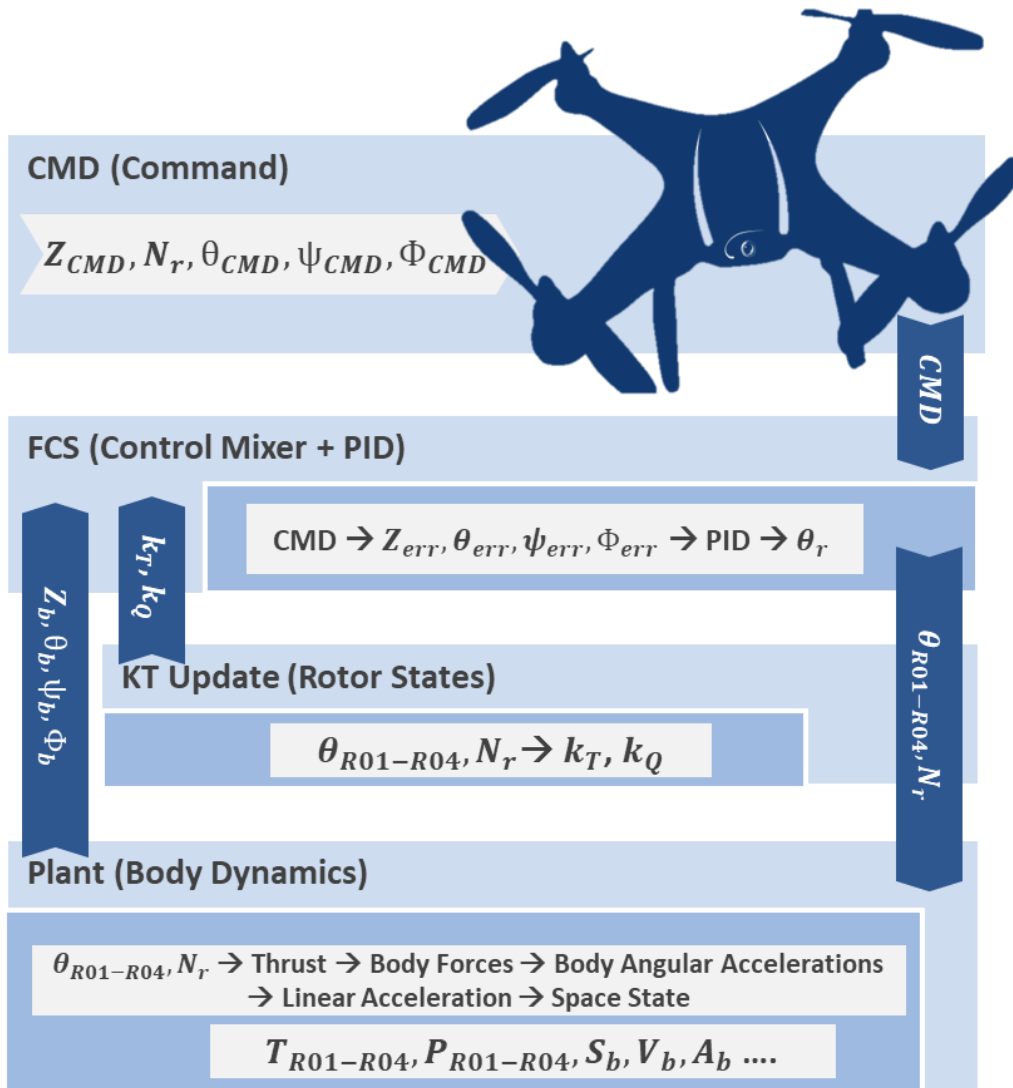 CMD (Command)
Z_CMD, N_r, θ_CMD, ψ_CMD, Φ_CMD
CMD
FCS (Control Mixer + PID)
CMD → Z_err, θ_err, ψ_err, Φ_err → PID → θ_r
k_T, k_Q
Z_b, θ_b, ψ_b, Φ_b
θ_R01−R04, N_r
KT Update (Rotor States)
θ_R01−R04, N_r → k_T, k_Q
Plant (Body Dynamics)
θ_R01−R04, N_r → Thrust → Body Forces → Body Angular Accelerations
→ Linear Acceleration → Space State
T_R01−R04, P_R01−R04, S_b, V_b, A_b ....